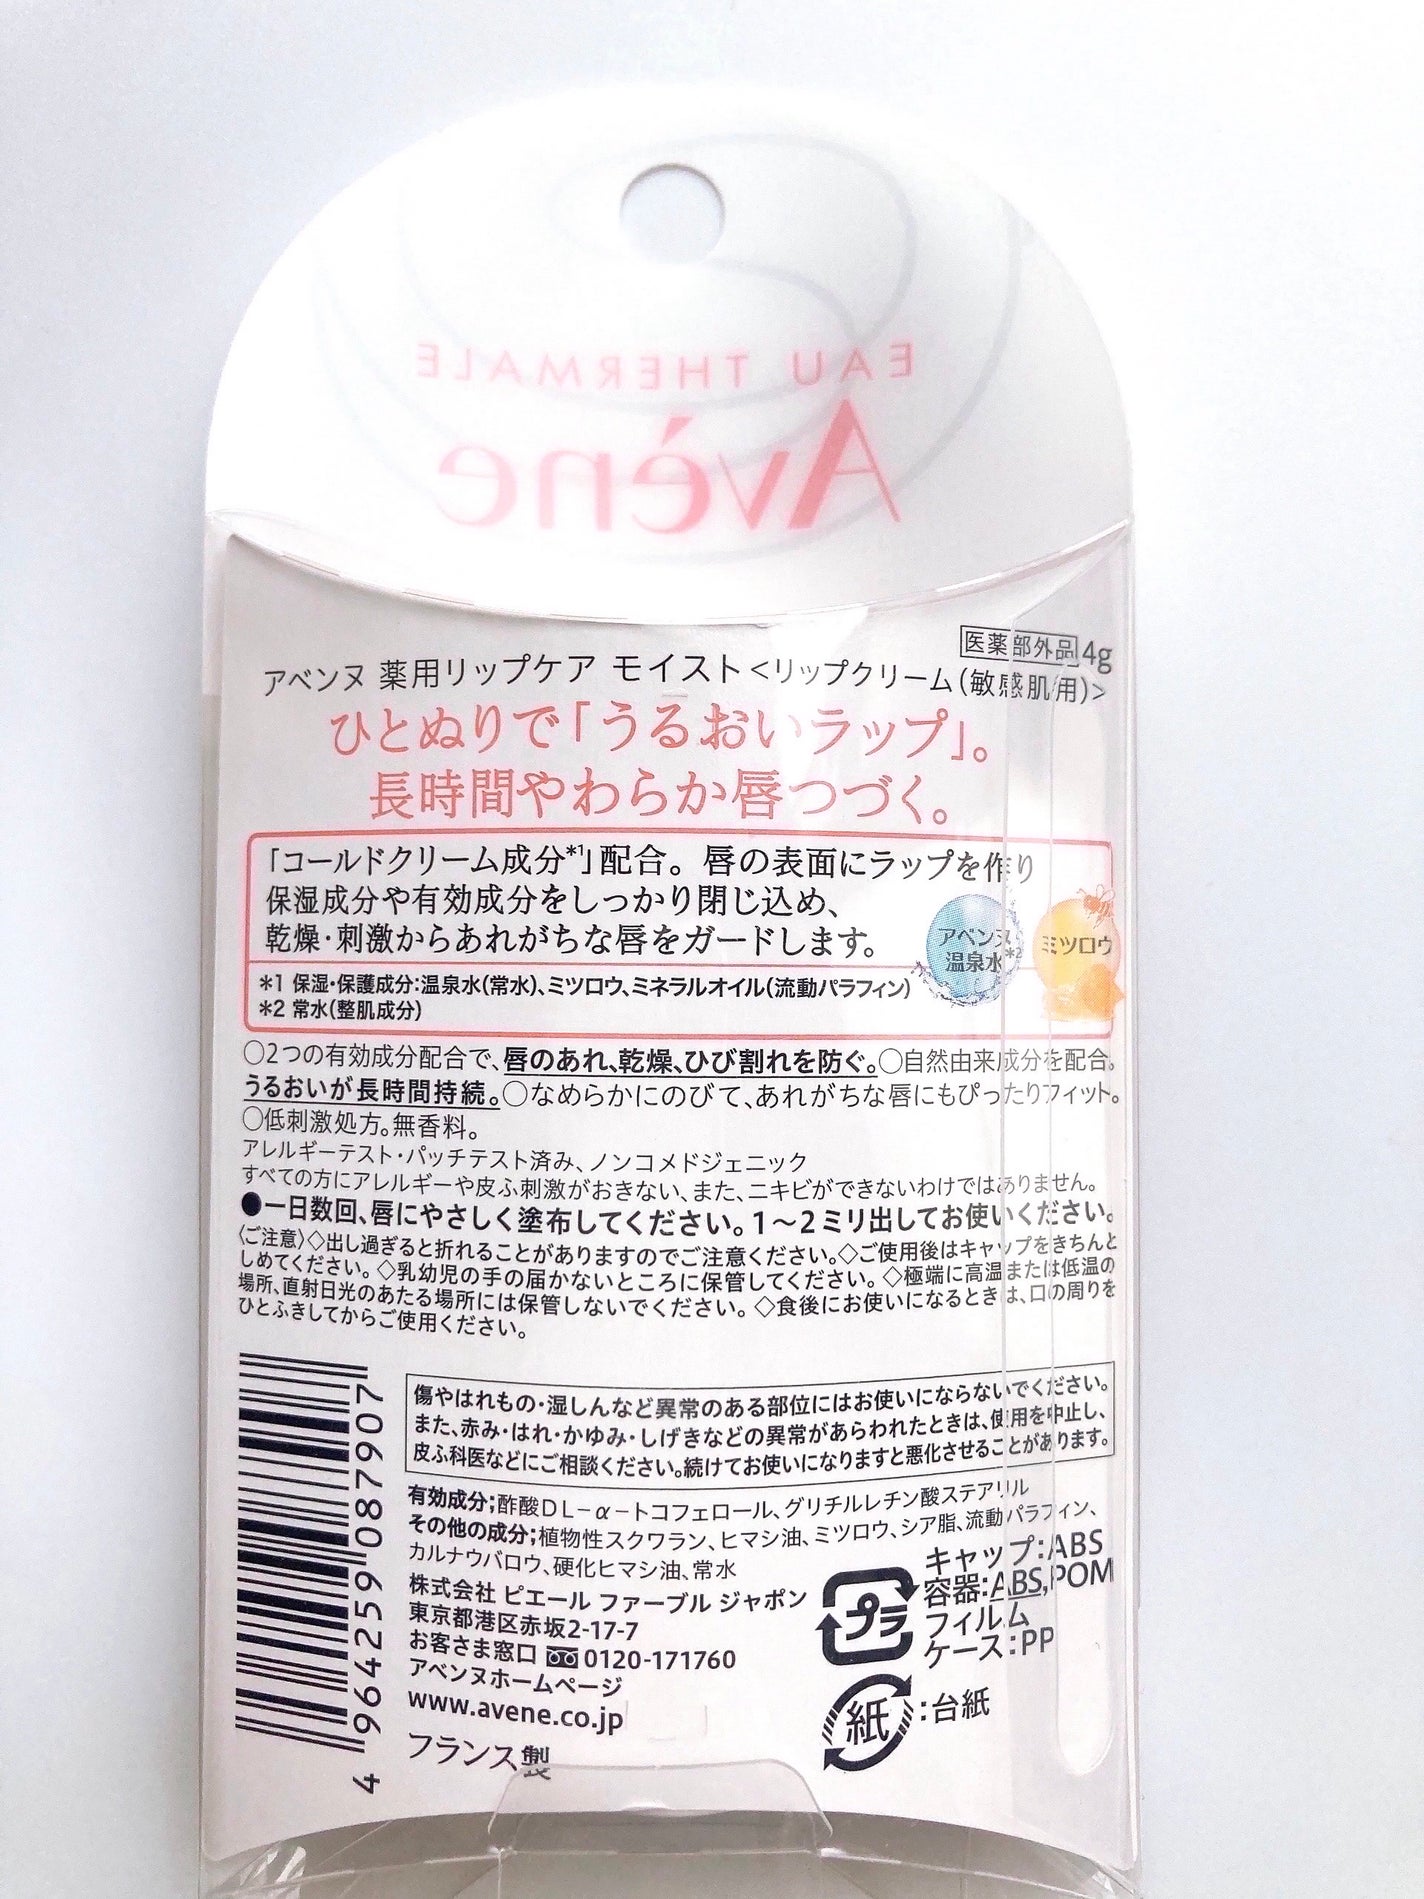 EAU THERMALE
Avène
医薬部外品 4g
アベンヌ 薬用リップケア モイスト<リップクリーム(敏感肌用)>
ひとぬりで「うるおいラップ」。
長時間やわらか唇つづく。
「コールドクリーム成分*1」配合。唇の表面にラップを作り
保湿成分や有効成分をしっかり閉じ込め、
乾燥・刺激からあれがちな唇をガードします。
アベンヌ
温泉水*2
ミツロウ
*1 保湿・保護成分:温泉水(常水)、ミツロウ、ミネラルオイル(流動パラフィン)
*2 常水(整肌成分)
○2つの有効成分配合で、唇のあれ、乾燥、ひび割れを防ぐ。○自然由来成分を配合。
うるおいが長時間持続。○なめらかにのびて、あれがちな唇にもぴったりフィット。
○低刺激処方。無香料。
アレルギーテスト・パッチテスト済み、ノンコメドジェニック
すべての方にアレルギーや皮ふ刺激がおきない、また、ニキビができないわけではありません。
●一日数回、唇にやさしく塗布してください。1～2ミリ出してお使いください。
〈ご注意〉◇出し過ぎると折れることがありますのでご注意ください。◇ご使用後はキャップをきちんと
しめてください。◇乳幼児の手の届かないところに保管してください。◇極端に高温または低温の
場所、直射日光のあたる場所には保管しないでください。◇食後にお使いになるときは、口の周りを
ひとふきしてからご使用ください。
傷やはれもの・湿しんなど異常のある部位にはお使いにならないでください。
また、赤み・はれ・かゆみ・しげきなどの異常があらわれたときは、使用を中止し、
皮ふ科医などにご相談ください。続けてお使いになりますと悪化させることがあります。
有効成分;酢酸DL−α−トコフェロール、グリチルレチン酸ステアリル
その他の成分;植物性スクワラン、ヒマシ油、ミツロウ、シア脂、流動パラフィン、
カルナウバロウ、硬化ヒマシ油、常水
株式会社 ピエール ファーブル ジャポン
東京都港区赤坂2-17-7
お客さま窓口 0120-171760
アベンヌホームページ
www.avene.co.jp
フランス製
プラ
キャップ:ABS
容器:ABS,POM
フィルム
ケース:PP
紙:台紙
4 964259 087907